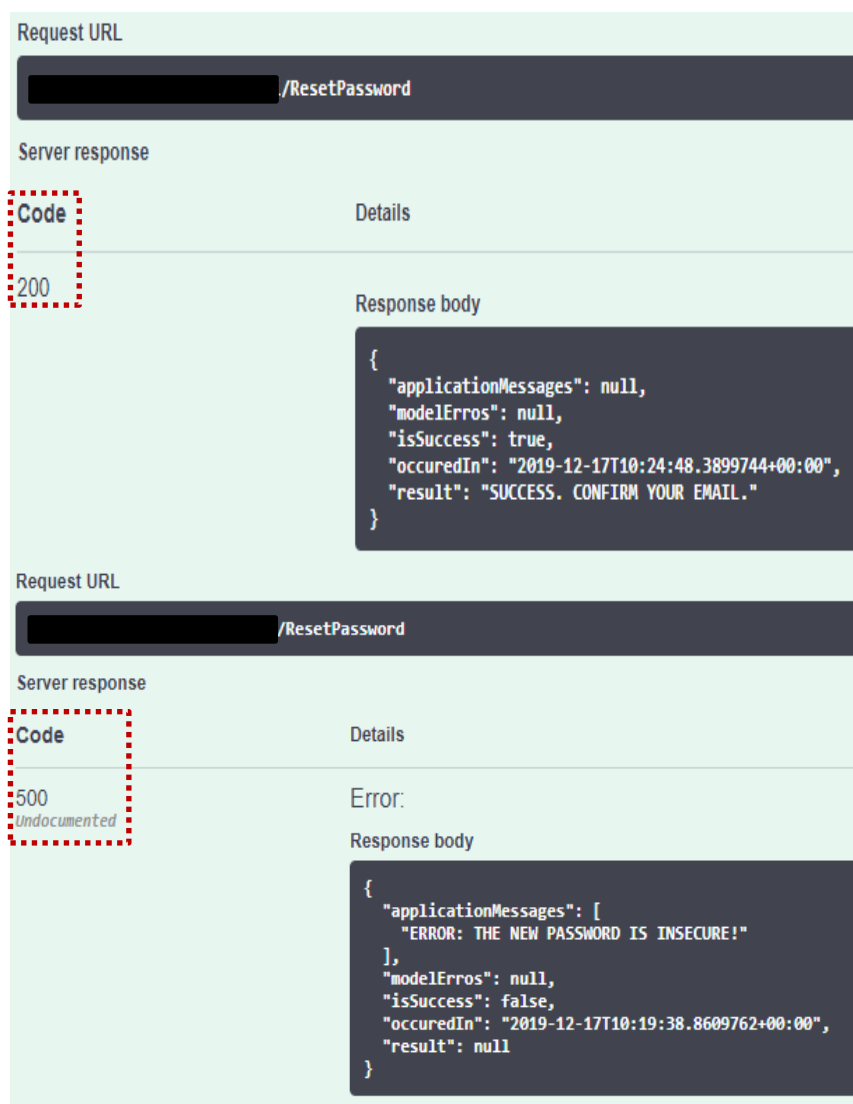 Request URL
./ResetPassword
Server response
Code Details
200
Response body
{
"applicationMessages": null,
"modelErros": null,
"isSuccess": true,
"occuredIn": "2019-12-17T10:24:48.3899744+00:00",
"result": "SUCCESS. CONFIRM YOUR EMAIL."
}
Request URL
/ResetPassword
Server response
Code Details
500 Error:
Undocumented
Response body
{
"applicationMessages": [
"ERROR: THE NEW PASSWORD IS INSECURE!"
],
"modelErros": null,
"isSuccess": false,
"occuredIn": "2019-12-17T10:19:38.8609762+00:00",
"result": null
}